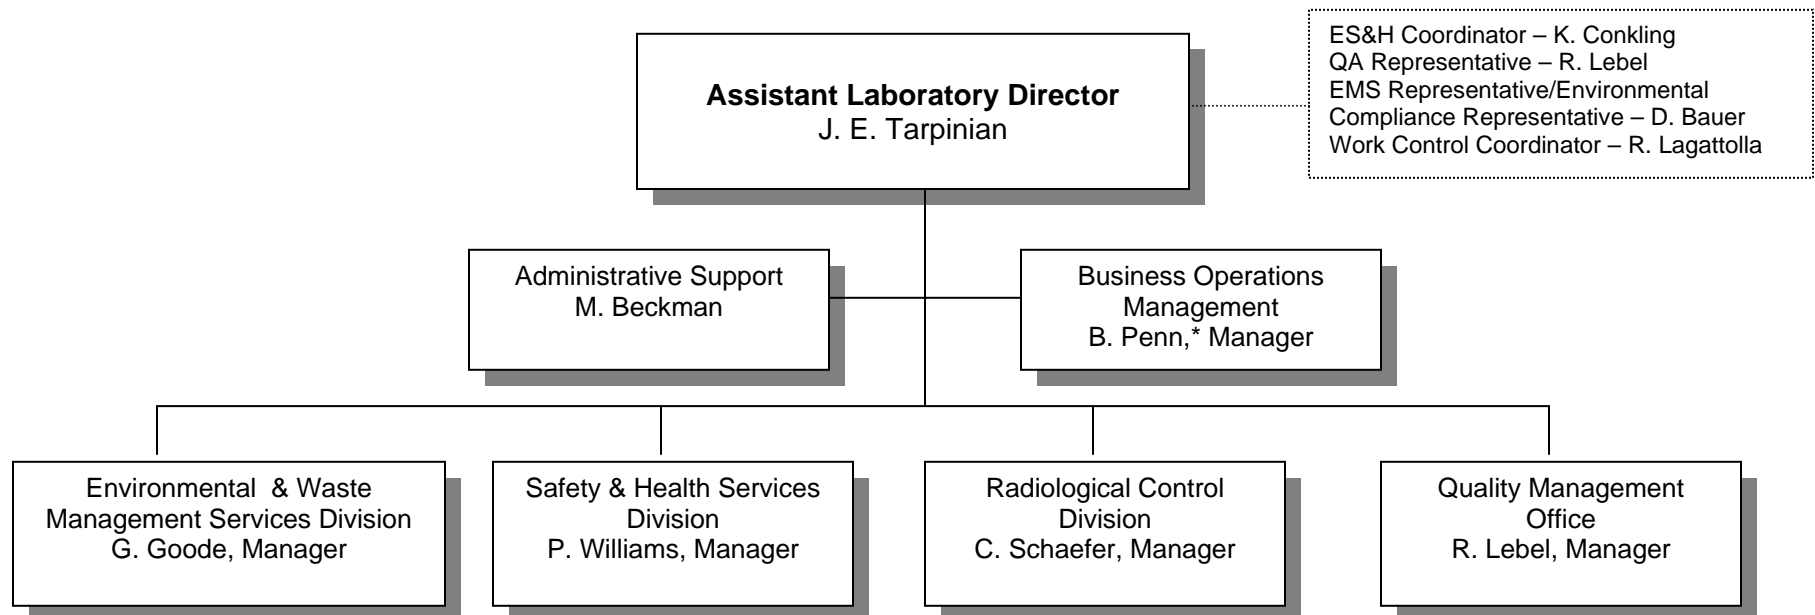 Assistant Laboratory Director
J. E. Tarpinian
ES&H Coordinator – K. Conkling
QA Representative – R. Lebel
EMS Representative/Environmental
Compliance Representative – D. Bauer
Work Control Coordinator – R. Lagattolla
Administrative Support
M. Beckman
Business Operations
Management
B. Penn,* Manager
Environmental & Waste
Management Services Division
G. Goode, Manager
Safety & Health Services
Division
P. Williams, Manager
Radiological Control
Division
C. Schaefer, Manager
Quality Management
Office
R. Lebel, Manager